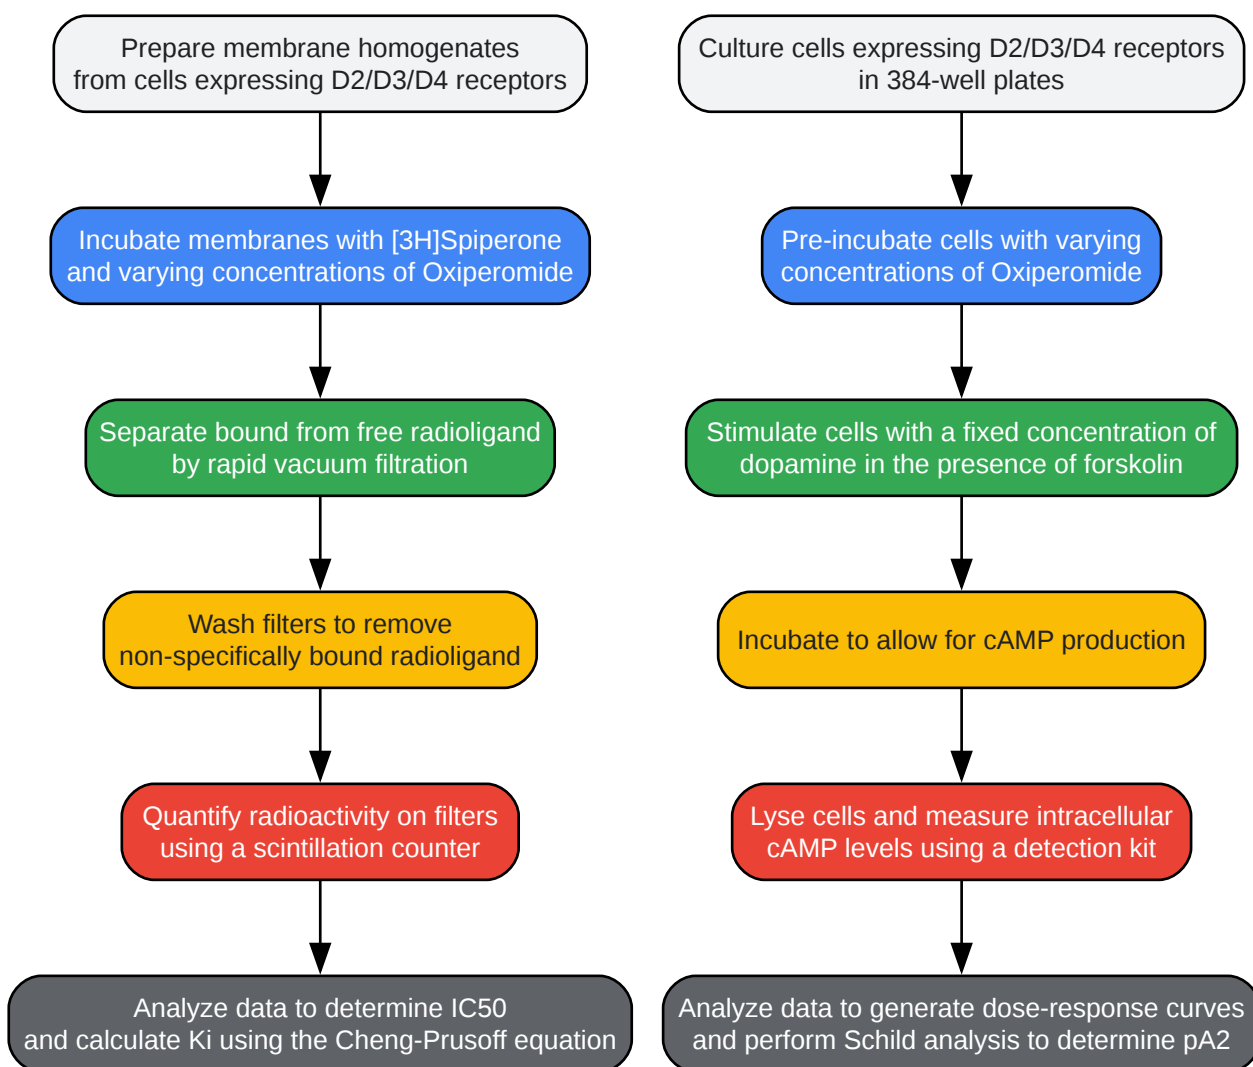 Prepare membrane homogenates
from cells expressing D2/D3/D4 receptors
Incubate membranes with [3H]Spiperone
and varying concentrations of Oxiperomide
Separate bound from free radioligand
by rapid vacuum filtration
Wash filters to remove
non-specifically bound radioligand
Quantify radioactivity on filters
using a scintillation counter
Analyze data to determine IC50
and calculate Ki using the Cheng-Prusoff equation
Culture cells expressing D2/D3/D4 receptors
in 384-well plates
Pre-incubate cells with varying
concentrations of Oxiperomide
Stimulate cells with a fixed concentration of
dopamine in the presence of forskolin
Incubate to allow for cAMP production
Lyse cells and measure intracellular
cAMP levels using a detection kit
Analyze data to generate dose-response curves
and perform Schild analysis to determine pA2